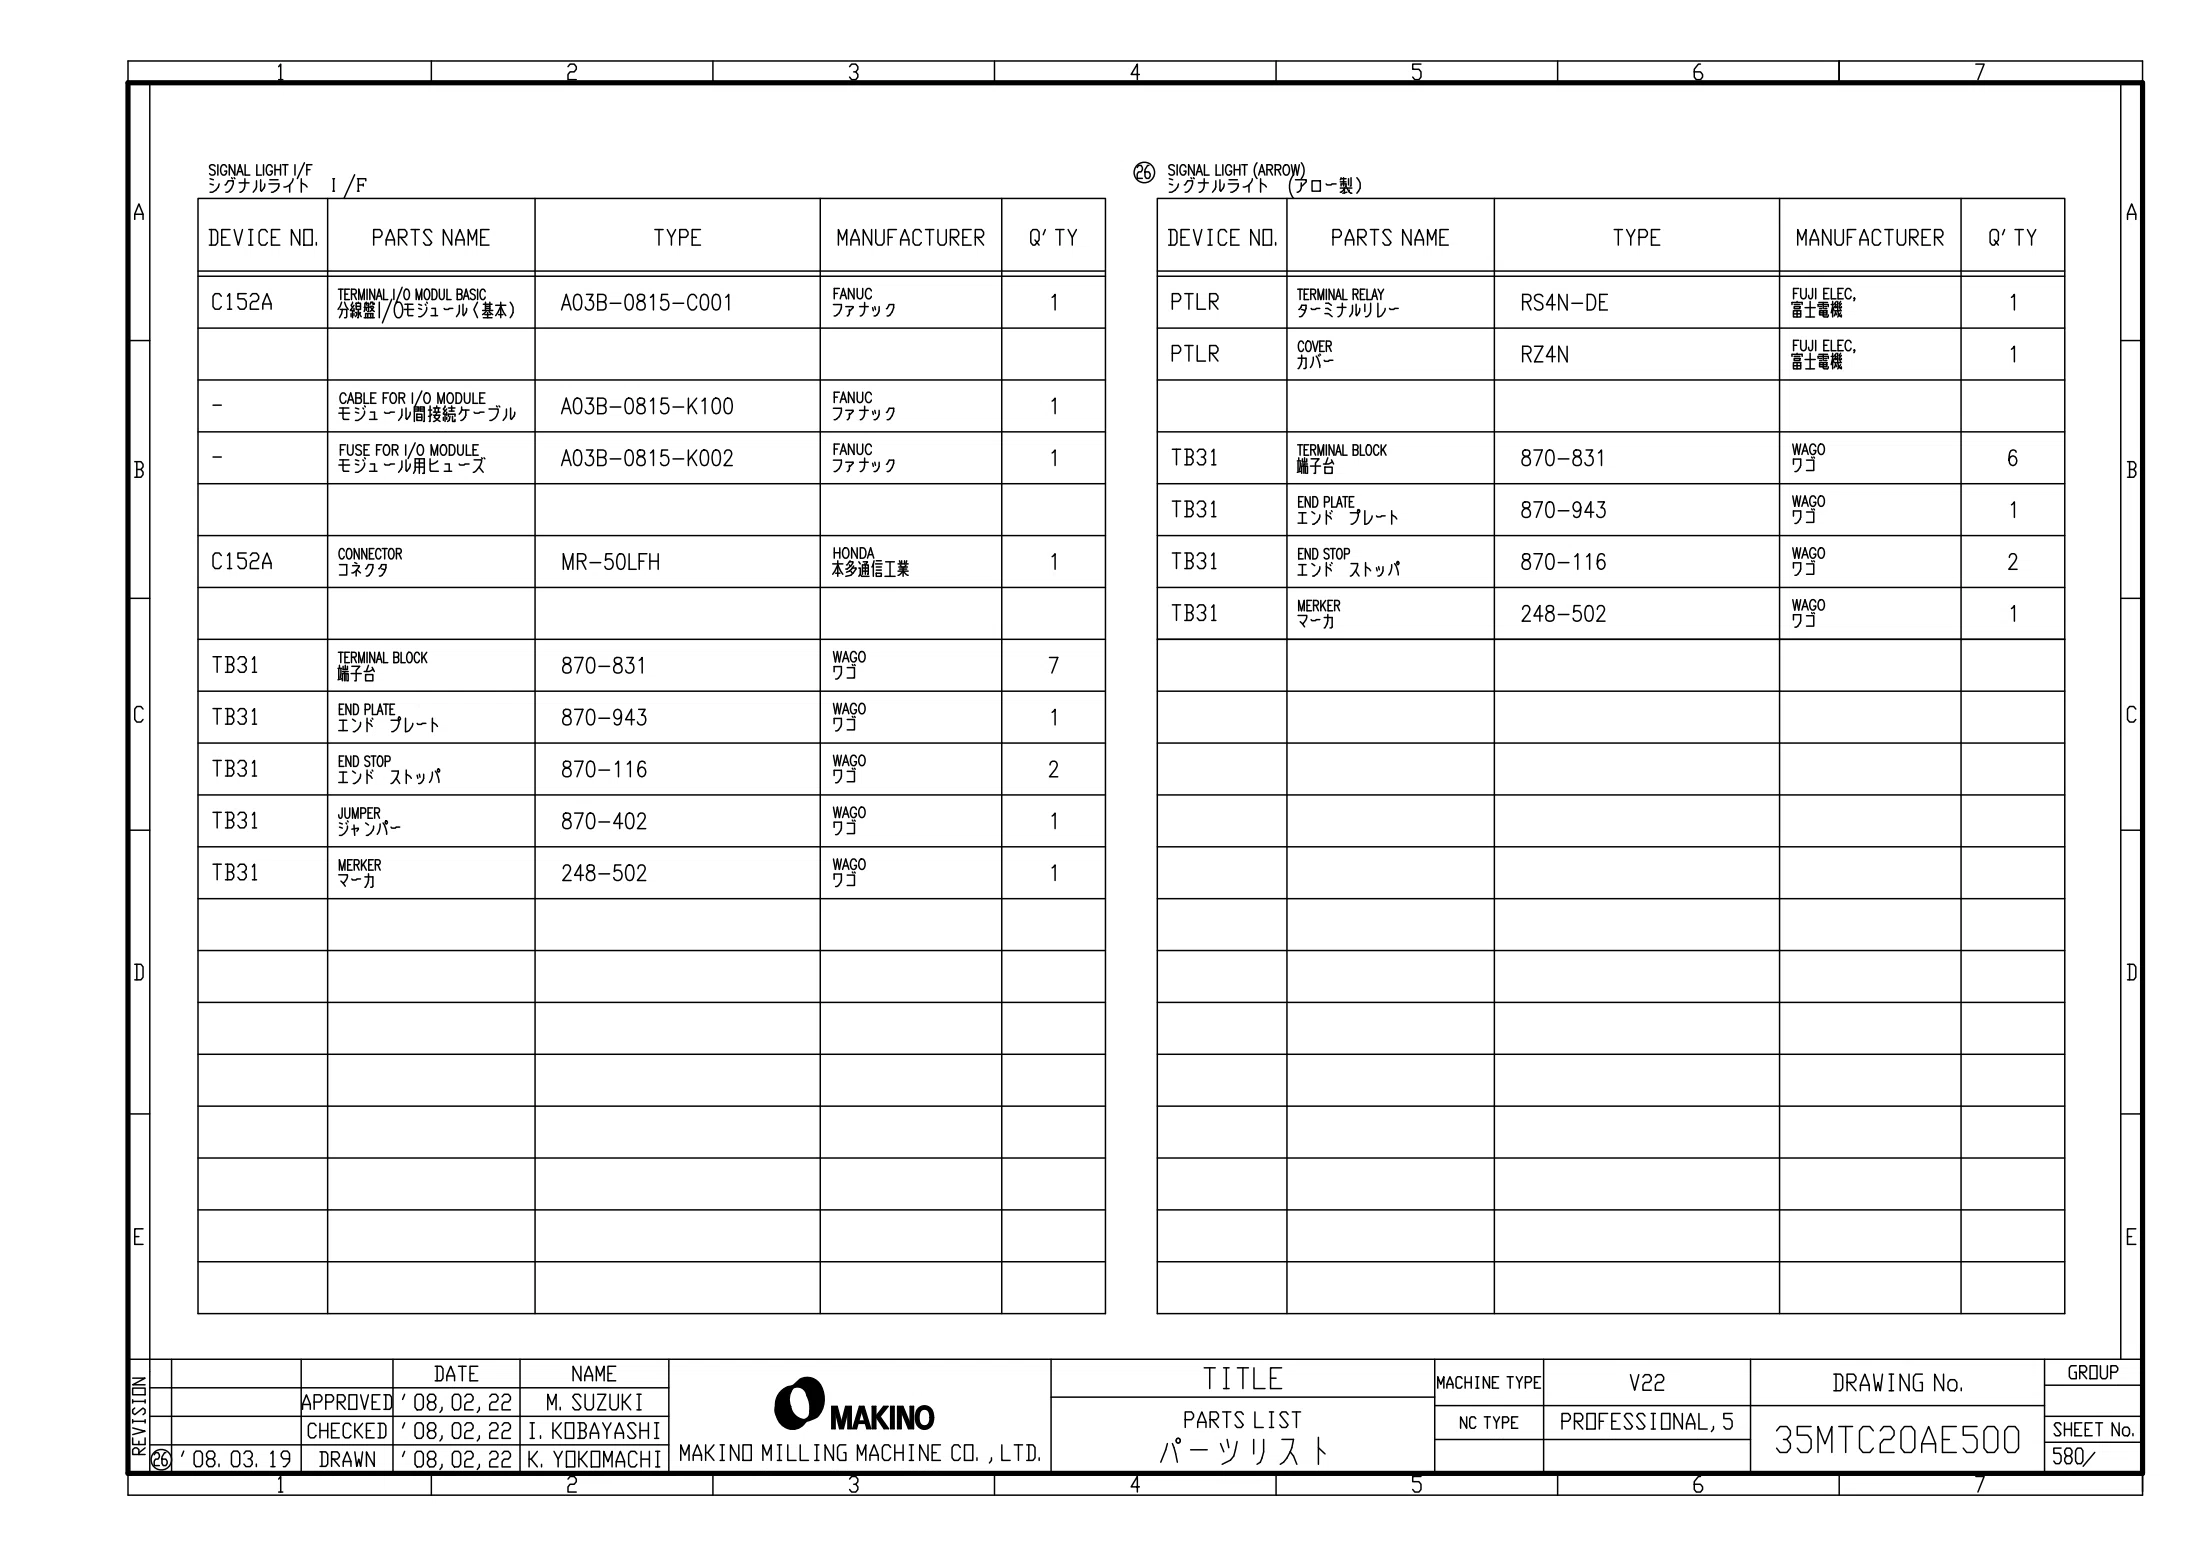 1 2 3 4 5 6 7
SIGNAL LIGHT I/F
シグナルライト I/F
DEVICE NO. PARTS NAME TYPE MANUFACTURER Q'TY
C152A TERMINAL I/O MODUL BASIC A03B-0815-C001 FANUC 1
分線盤I/Oモジュール(基本) ファナック
- CABLE FOR I/O MODULE A03B-0815-K100 FANUC 1
モジュール間接続ケーブル ファナック
- FUSE FOR I/O MODULE A03B-0815-K002 FANUC 1
モジュール用ヒューズ ファナック
C152A CONNECTOR MR-50LFH HONDA 1
コネクタ 本多通信工業
TB31 TERMINAL BLOCK 870-831 WAGO 7
端子台 ワゴ
TB31 END PLATE 870-943 WAGO 1
エンド プレート ワゴ
TB31 END STOP 870-116 WAGO 2
エンド ストッパ ワゴ
TB31 JUMPER 870-402 WAGO 1
ジャンパー ワゴ
TB31 MERKER 248-502 WAGO 1
マーカ ワゴ
26 SIGNAL LIGHT (ARROW)
シグナルライト (アロー製)
DEVICE NO. PARTS NAME TYPE MANUFACTURER Q'TY
PTLR TERMINAL RELAY RS4N-DE FUJI ELEC, 1
ターミナルリレー 富士電機
PTLR COVER RZ4N FUJI ELEC, 1
カバー 富士電機
TB31 TERMINAL BLOCK 870-831 WAGO 6
端子台 ワゴ
TB31 END PLATE 870-943 WAGO 1
エンド プレート ワゴ
TB31 END STOP 870-116 WAGO 2
エンド ストッパ ワゴ
TB31 MERKER 248-502 WAGO 1
マーカ ワゴ
A A
B B
C C
D D
E E
REVISION
DATE NAME
APPROVED '08,02,22 M. SUZUKI
CHECKED '08,02,22 I. KOBAYASHI
26 '08.03.19 DRAWN '08,02,22 K. YOKOMACHI
MAKINO
MAKINO MILLING MACHINE CO.,LTD.
TITLE
PARTS LIST
パーツリスト
MACHINE TYPE V22
NC TYPE PROFESSIONAL,5
DRAWING No.
35MTC20AE500
GROUP
SHEET No.
580/
1 2 3 4 5 6 7